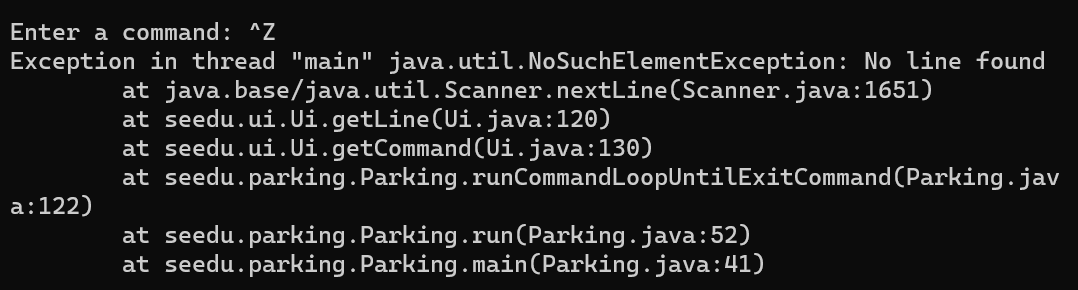 Enter a command: ^Z
Exception in thread "main" java.util.NoSuchElementException: No line found
at java.base/java.util.Scanner.nextLine(Scanner.java:1651)
at seedu.ui.Ui.getLine(Ui.java:120)
at seedu.ui.Ui.getCommand(Ui.java:130)
at seedu.parking.Parking.runCommandLoopUntilExitCommand(Parking.jav
a:122)
at seedu.parking.Parking.run(Parking.java:52)
at seedu.parking.Parking.main(Parking.java:41)